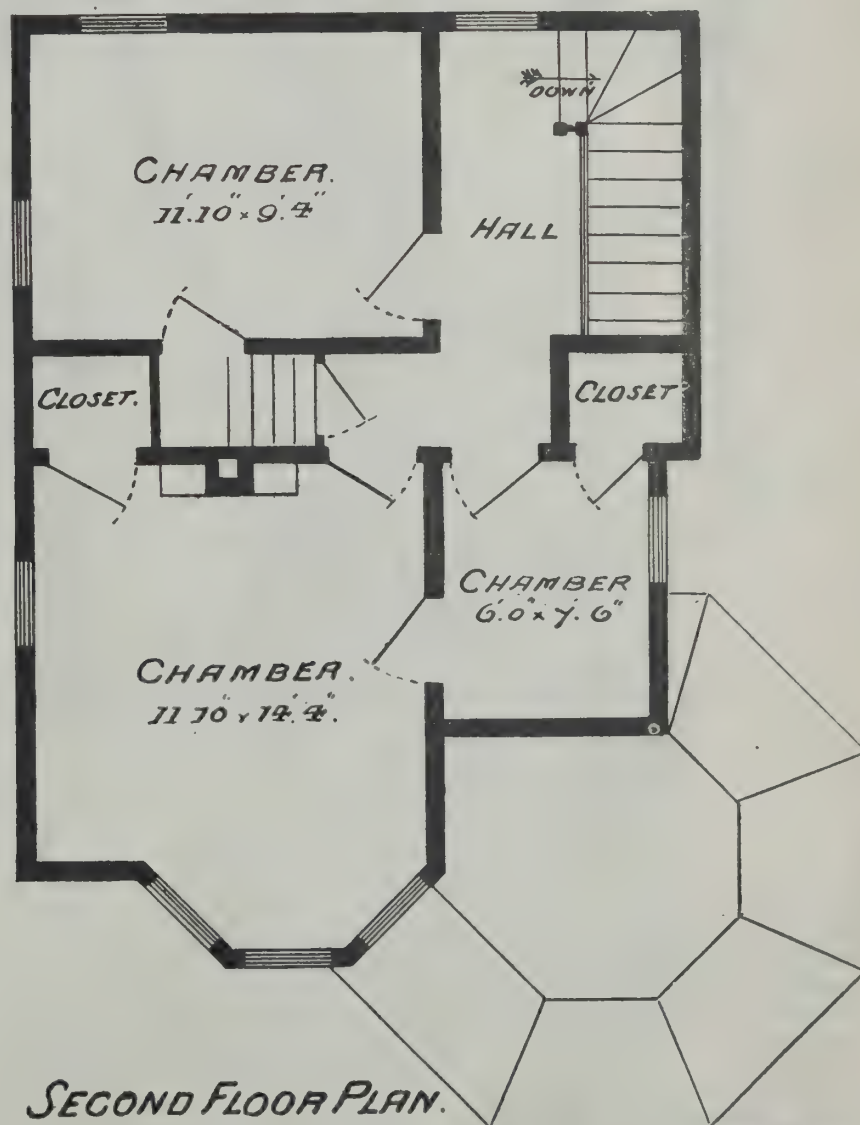 DOWN.
CHAMBER.
11'.10" × 9'.4"
HALL
CLOSET.
CLOSET
CHAMBER
6'.0" × 7'.6"
CHAMBER.
11'10" × 14'.4".
SECOND FLOOR PLAN.